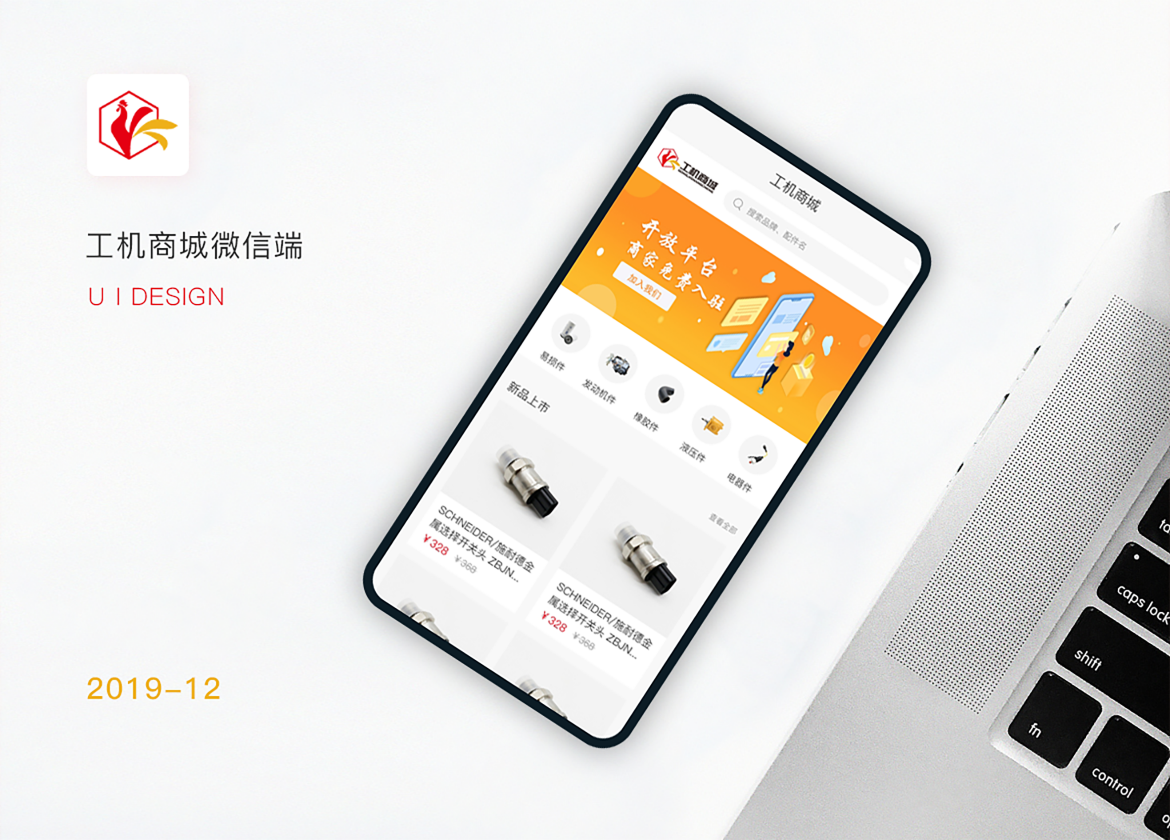 工机商城微信端
U I DESIGN
2019-12
工机商城
工机商城
搜索品牌、配件名
开放平台
商家免费入驻
加入我们
易损件
发动机件
橡胶件
液压件
电器件
新品上市
查看全部
SCHNEIDER/施耐德金
属选择开关头 ZBJN...
¥328 ¥368
SCHNEIDER/施耐德金
属选择开关头 ZBJN...
¥328 ¥368
caps lock
shift
fn
control